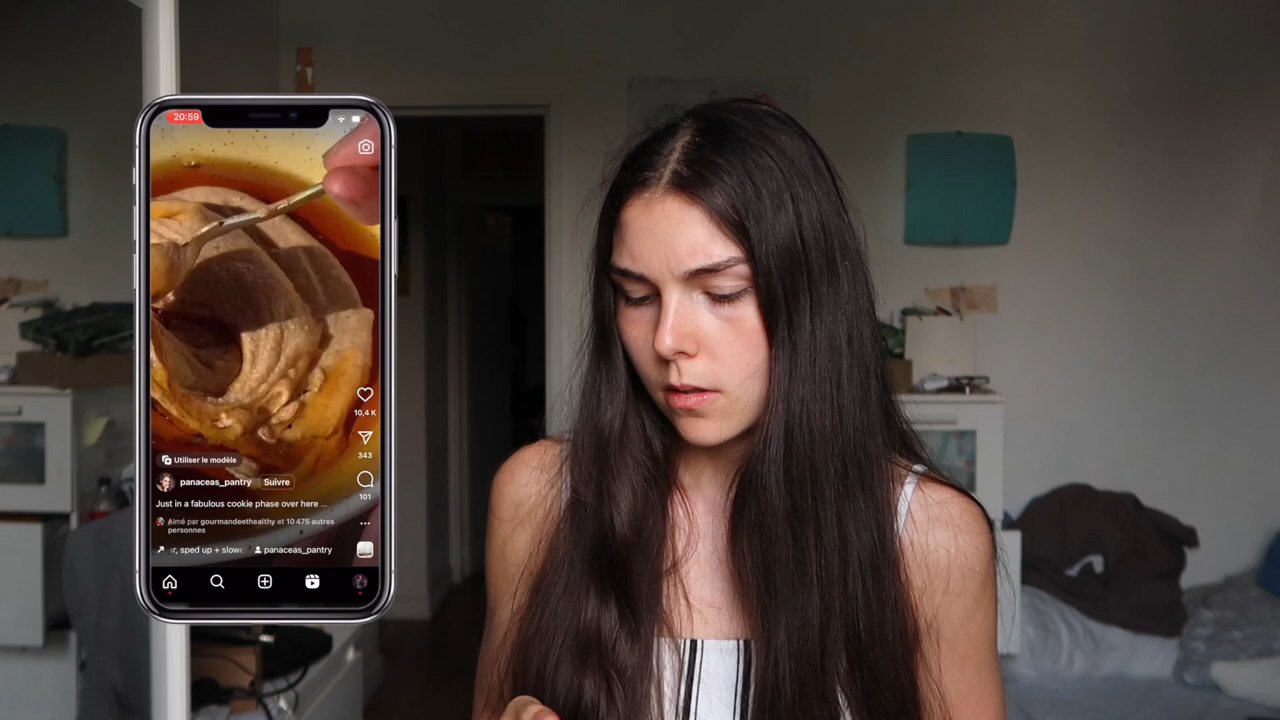 20:59
10,4 K
343
Utiliser le modèle
panaceas_pantry Suivre
101
Just in a fabulous cookie phase over here ...
Aimé par gourmandeethealthy et 10 475 autres
personnes
r, sped up + slow panaceas_pantry